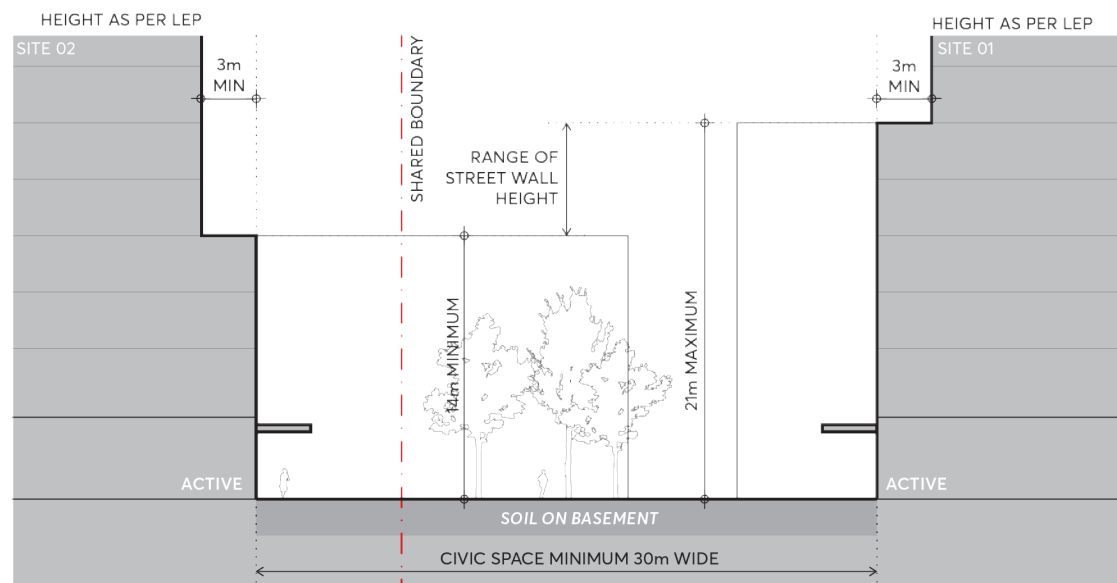 HEIGHT AS PER LEP
HEIGHT AS PER LEP
SITE 02
SITE 01
3m
MIN
SHARED BOUNDARY
3m
MIN
RANGE OF
STREET WALL
HEIGHT
14m MINIMUM
21m MAXIMUM
ACTIVE
ACTIVE
SOIL ON BASEMENT
CIVIC SPACE MINIMUM 30m WIDE